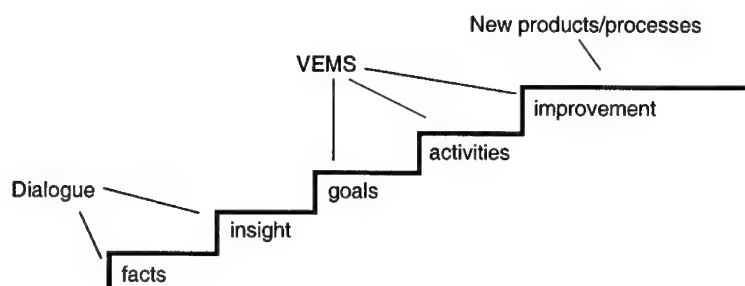 New products/processes
VEMS
improvement
activities
Dialogue
goals
insight
facts